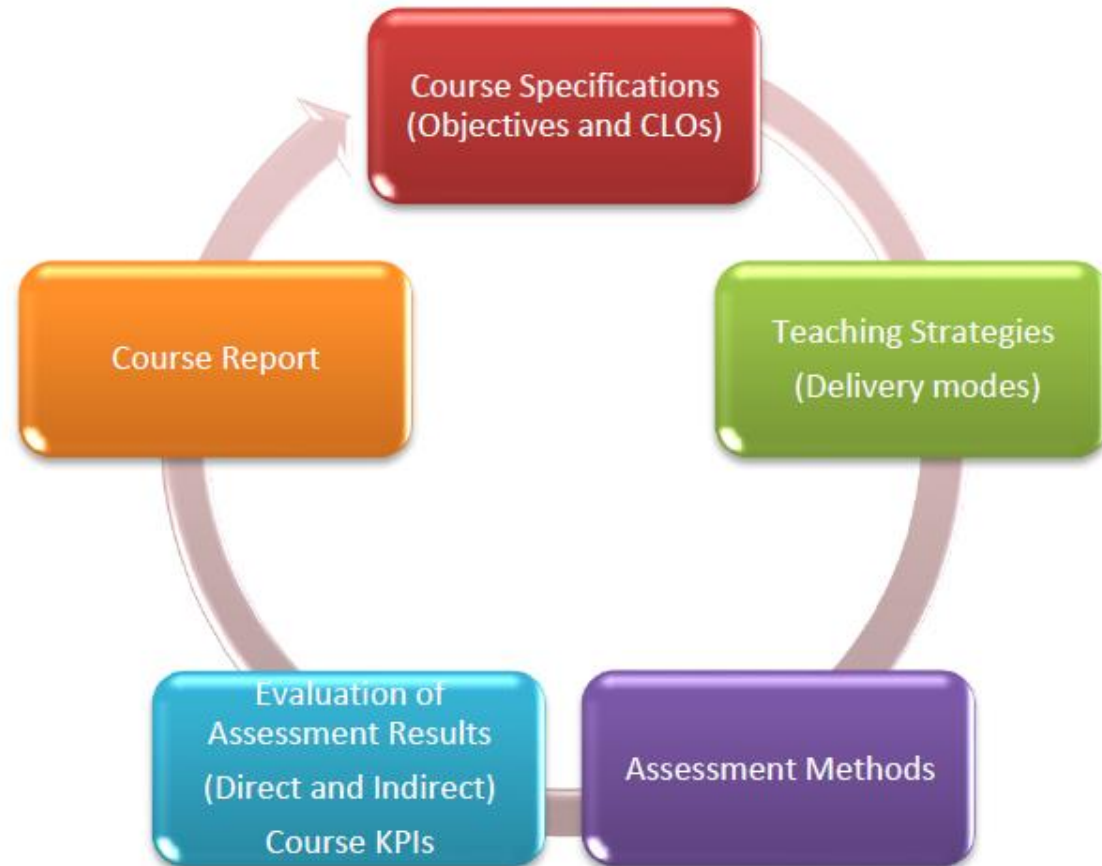 Course Specifications
(Objectives and CLOs)
Teaching Strategies
(Delivery modes)
Assessment Methods
Evaluation of
Assessment Results
(Direct and Indirect)
Course KPIs
Course Report